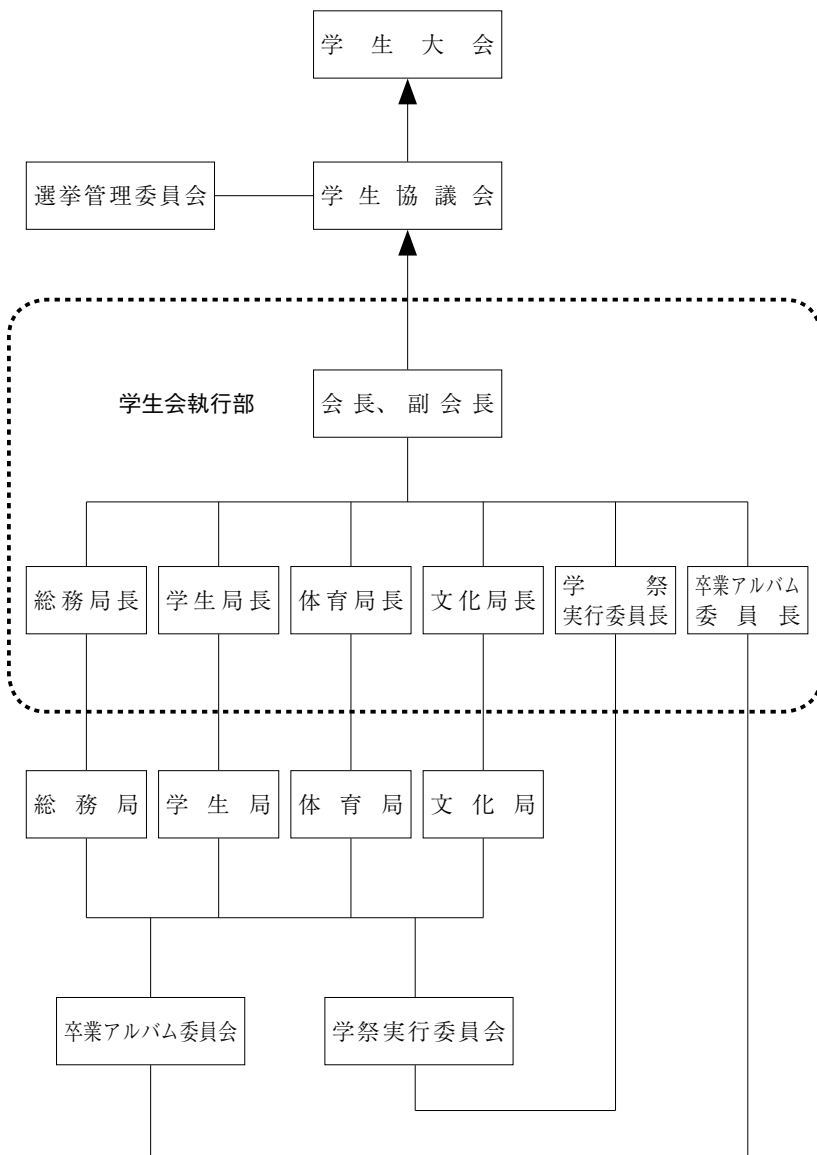 学生大会
選挙管理委員会
学生協議会
学生会執行部
会長、副会長
総務局長
学生局長
体育局長
文化局長
学祭
実行委員長
卒業アルバム
委員長
総務局
学生局
体育局
文化局
卒業アルバム委員会
学祭実行委員会